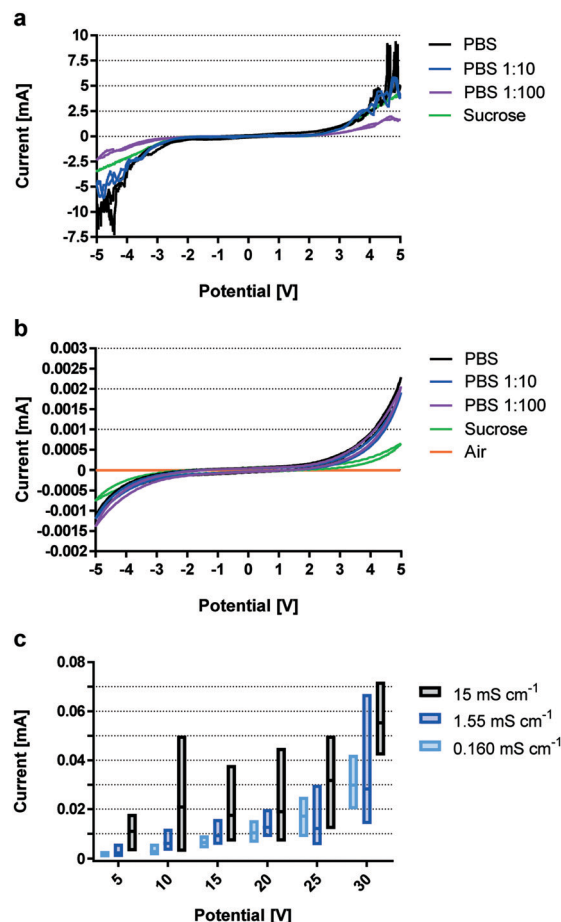 a
10
7.5
5
2.5
0
-2.5
-5
-10
-7.5
Current [mA]
-5 -4 -3 -2 -1 0 1 2 3 4 5
Potential [V]
PBS
PBS 1:10
PBS 1:100
Sucrose
b
0.003
0.0025
0.002
0.0015
0.001
0.0005
0
-0.0005
-0.001
-0.0015
-0.002
Current [mA]
-5 -4 -3 -2 -1 0 1 2 3 4 5
Potential [V]
PBS
PBS 1:10
PBS 1:100
Sucrose
Air
c
0.08
0.06
0.04
0.02
0
Current [mA]
5 10 15 20 25 30
Potential [V]
15 mS cm⁻¹
1.55 mS cm⁻¹
0.160 mS cm⁻¹